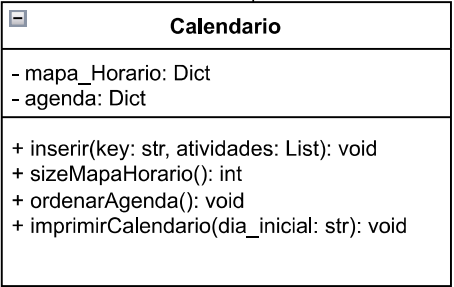 Calendario
- mapa_Horario: Dict
- agenda: Dict
+ inserir(key: str, atividades: List): void
+ sizeMapaHorario(): int
+ ordenarAgenda(): void
+ imprimirCalendario(dia_inicial: str): void